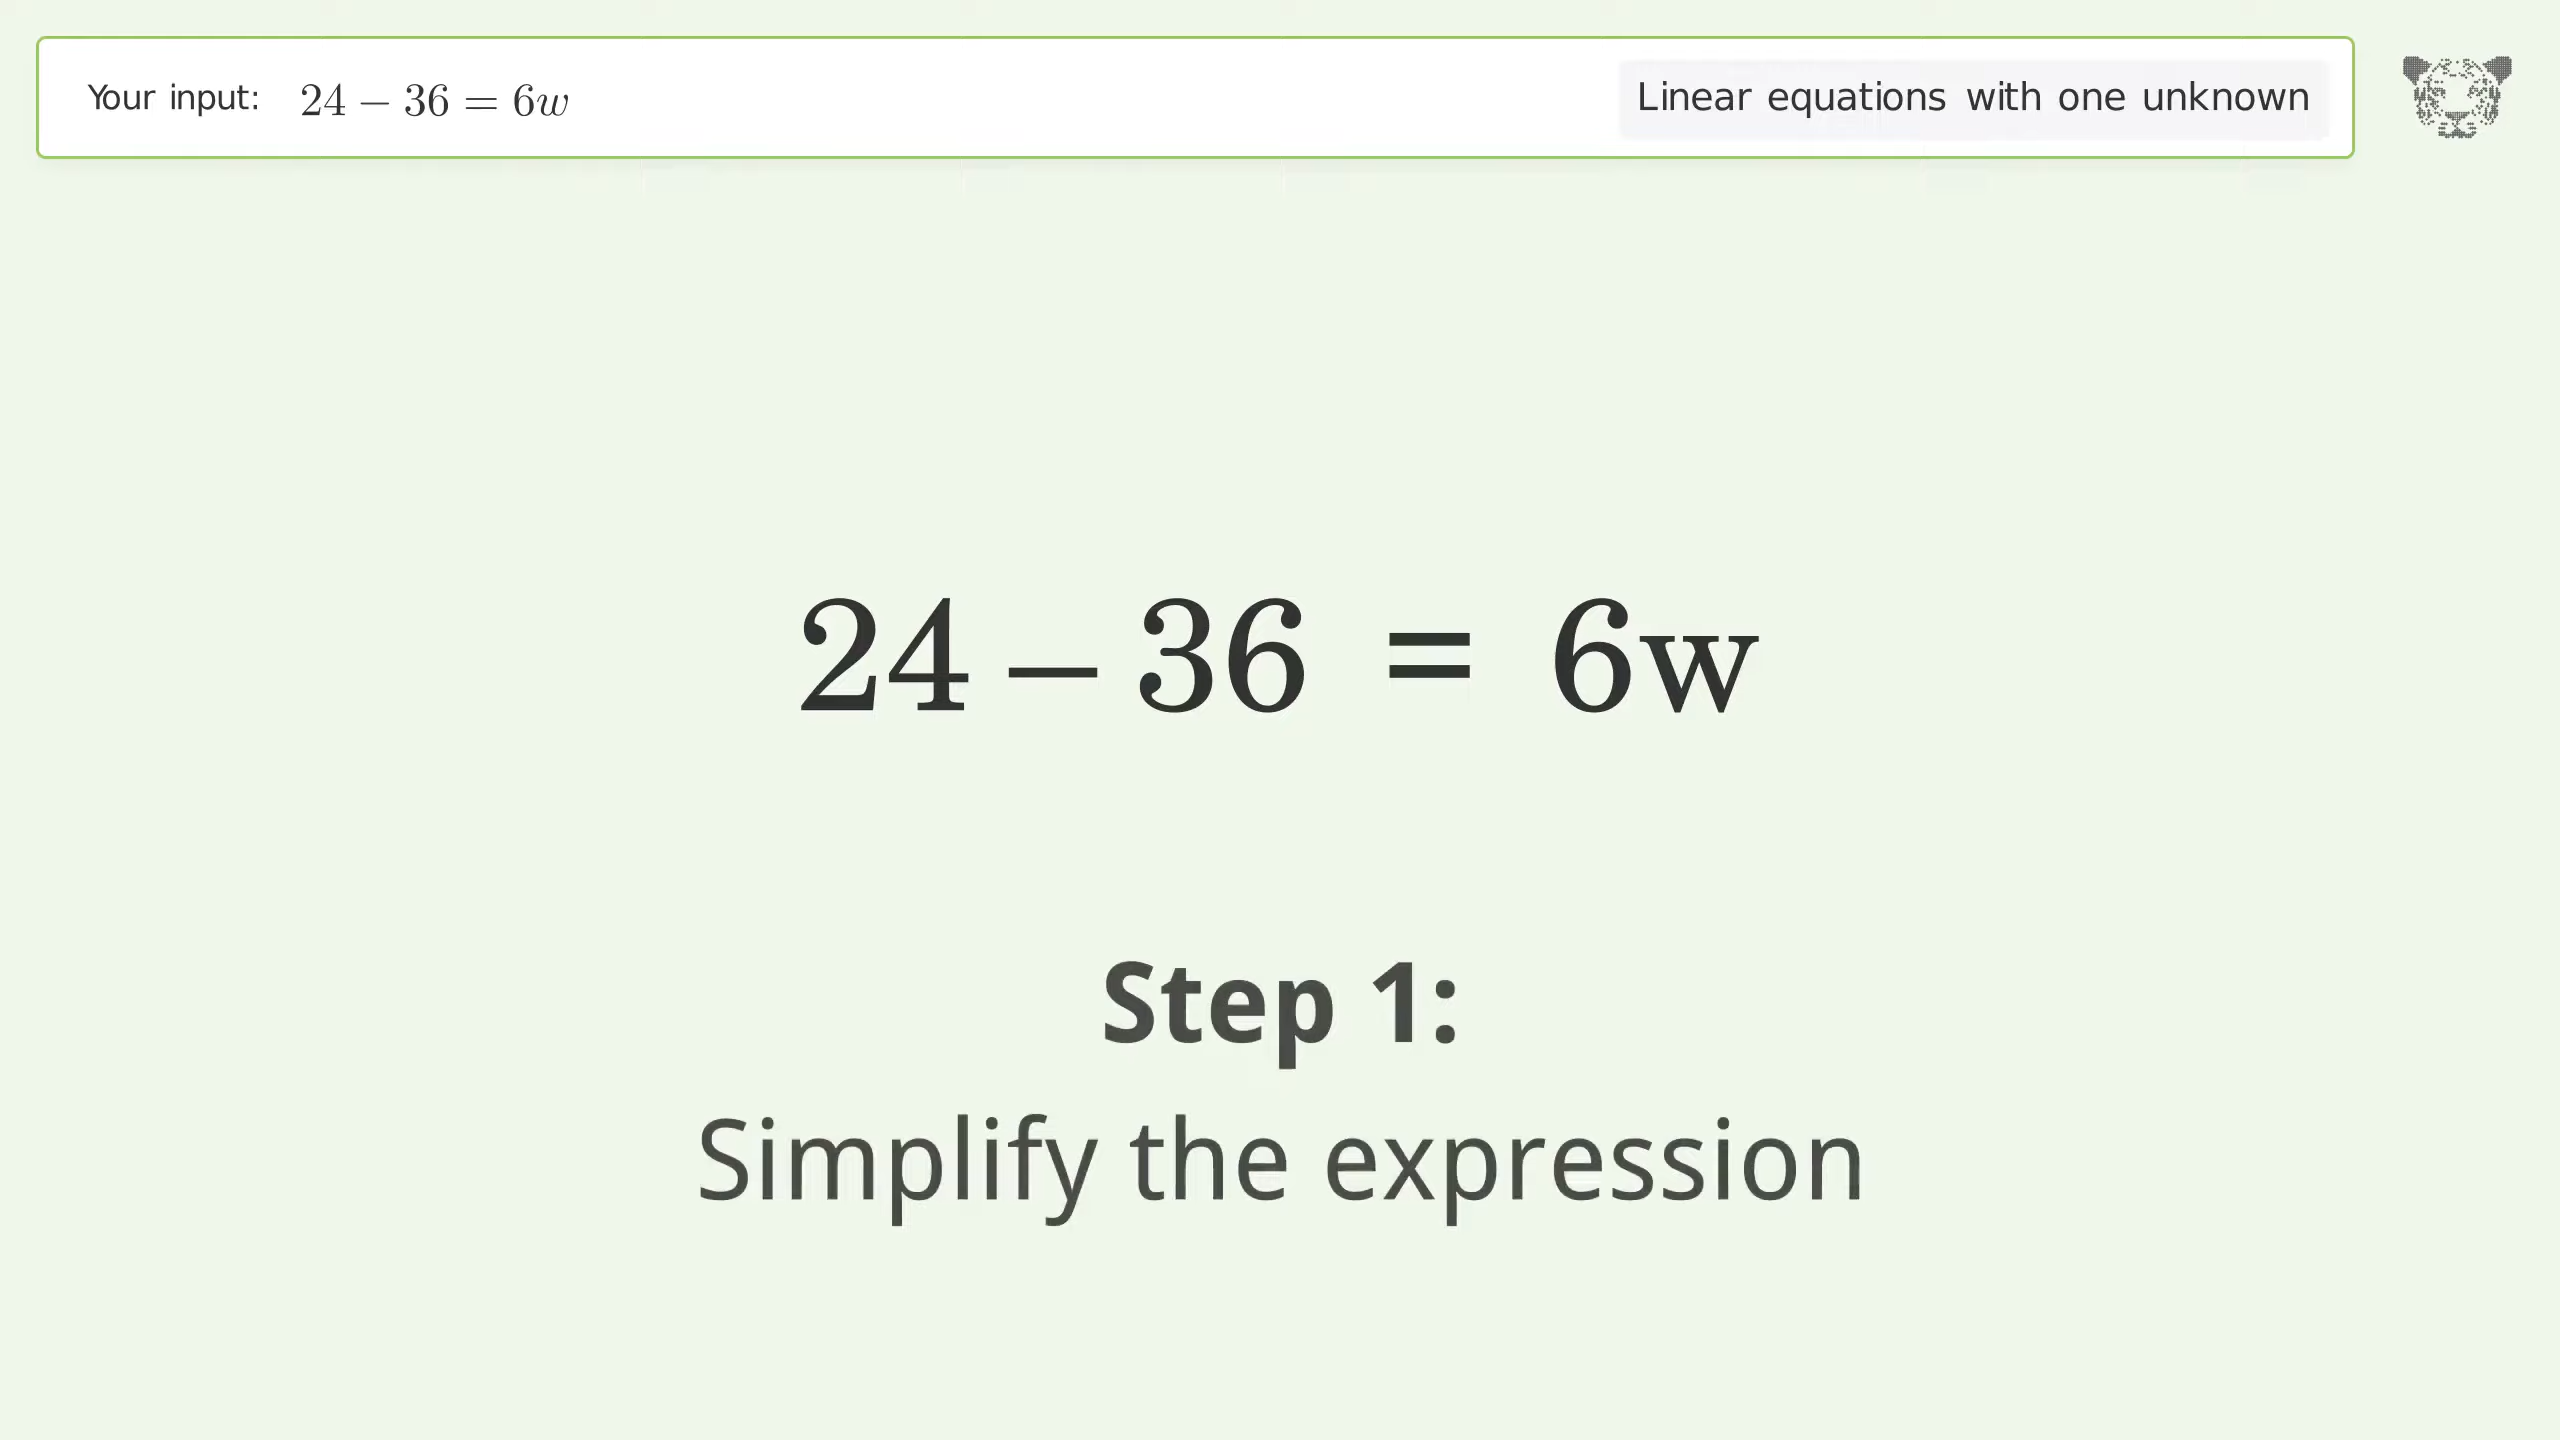 Your input: 24 − 36 = 6w
Linear equations with one unknown
24 − 36 = 6w
Step 1:
Simplify the expression